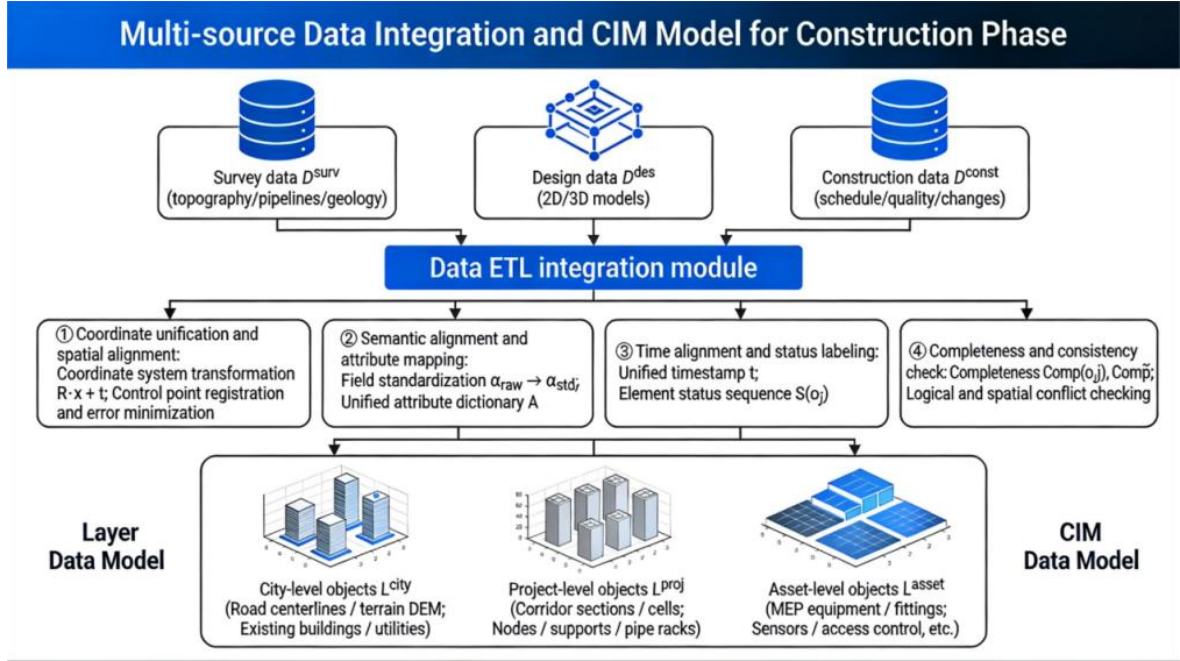 Multi-source Data Integration and CIM Model for Construction Phase
Survey data D^surv
(topography/pipelines/geology)
Design data D^des
(2D/3D models)
Construction data D^const
(schedule/quality/changes)
Data ETL integration module
① Coordinate unification and
spatial alignment:
Coordinate system transformation
R·x + t; Control point registration
and error minimization
② Semantic alignment and
attribute mapping:
Field standardization α_raw → α_std;
Unified attribute dictionary A
③ Time alignment and status labeling:
Unified timestamp t;
Element status sequence S(o_j)
④ Completeness and consistency
check: Completeness Comp(o_j),
Logical and spatial conflict checking
Layer
Data Model
80
60
40
20
0
City-level objects L^city
(Road centerlines / terrain DEM;
Existing buildings / utilities)
Project-level objects L^proj
(Corridor sections / cells;
Nodes / supports / pipe racks)
Asset-level objects L^asset
(MEP equipment / fittings;
Sensors / access control, etc.)
CIM
Data Model